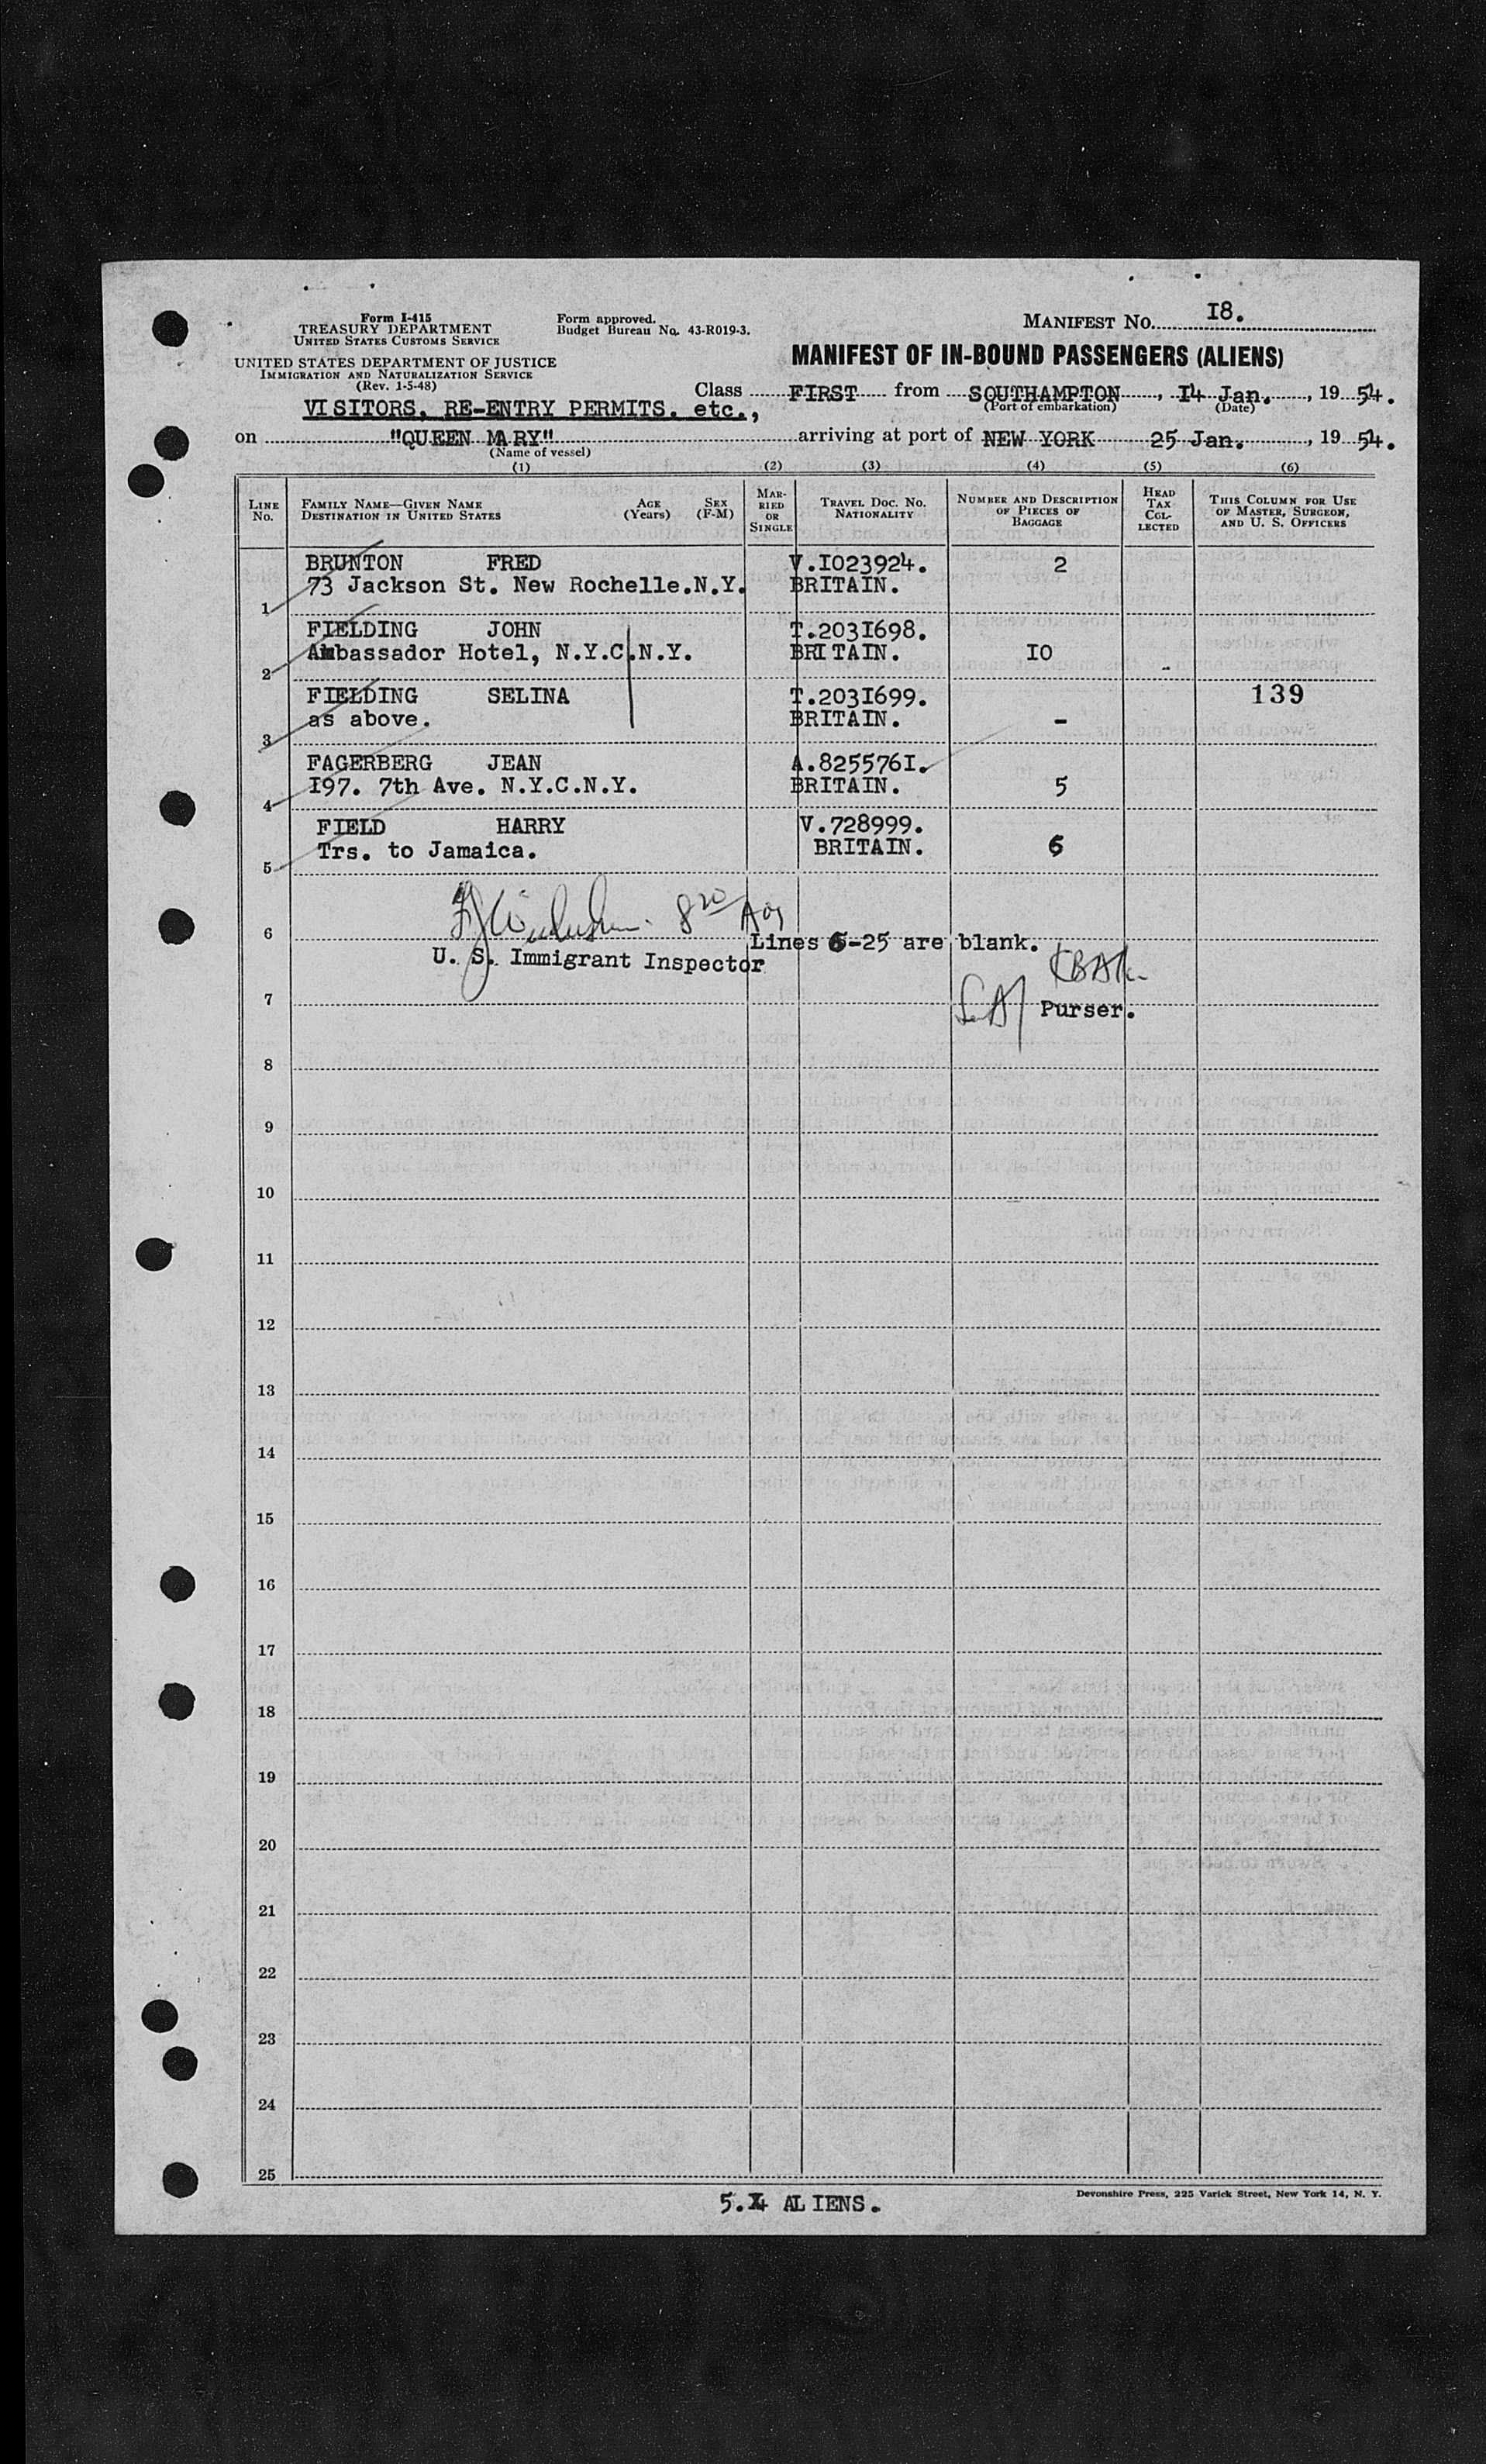 Form I-415
TREASURY DEPARTMENT
UNITED STATES CUSTOMS SERVICE
Form approved.
Budget Bureau No. 43-R019-3.
MANIFEST NO. I8.
UNITED STATES DEPARTMENT OF JUSTICE
IMMIGRATION AND NATURALIZATION SERVICE
(Rev. 1-5-48)
MANIFEST OF IN-BOUND PASSENGERS (ALIENS)
Class FIRST from SOUTHAMPTON, I4 Jan., 19 54.
(Port of embarkation) (Date)
VISITORS. RE-ENTRY PERMITS. etc.,
on "QUEEN MARY" arriving at port of NEW YORK 25 Jan., 19 54.
(Name of vessel)
(1) (2) (3) (4) (5) (6)
LINE NO. FAMILY NAME—GIVEN NAME DESTINATION IN UNITED STATES AGE (Years) SEX (F-M) MARRIED OR SINGLE TRAVEL DOC. NO. NATIONALITY NUMBER AND DESCRIPTION OF PIECES OF BAGGAGE HEAD TAX COLLECTED THIS COLUMN FOR USE OF MASTER, SURGEON, AND U. S. OFFICERS
BRUNTON FRED V.I023924. 2
1 73 Jackson St. New Rochelle.N.Y. BRITAIN.
FIELDING JOHN T.203I698.
2 Ambassador Hotel, N.Y.C.N.Y. BRITAIN. IO
FIELDING SELINA T.203I699. 139
3 as above. BRITAIN. -
FAGERBERG JEAN A.825576I.
4 I97. 7th Ave. N.Y.C.N.Y. BRITAIN. 5
FIELD HARRY V.728999.
5 Trs. to Jamaica. BRITAIN. 6
6 Lines 6-25 are blank.
U. S. Immigrant Inspector
7 Purser.
8
9
10
11
12
13
14
15
16
17
18
19
20
21
22
23
24
25
5. ALIENS.
Devonshire Press, 225 Varick Street, New York 14, N. Y.